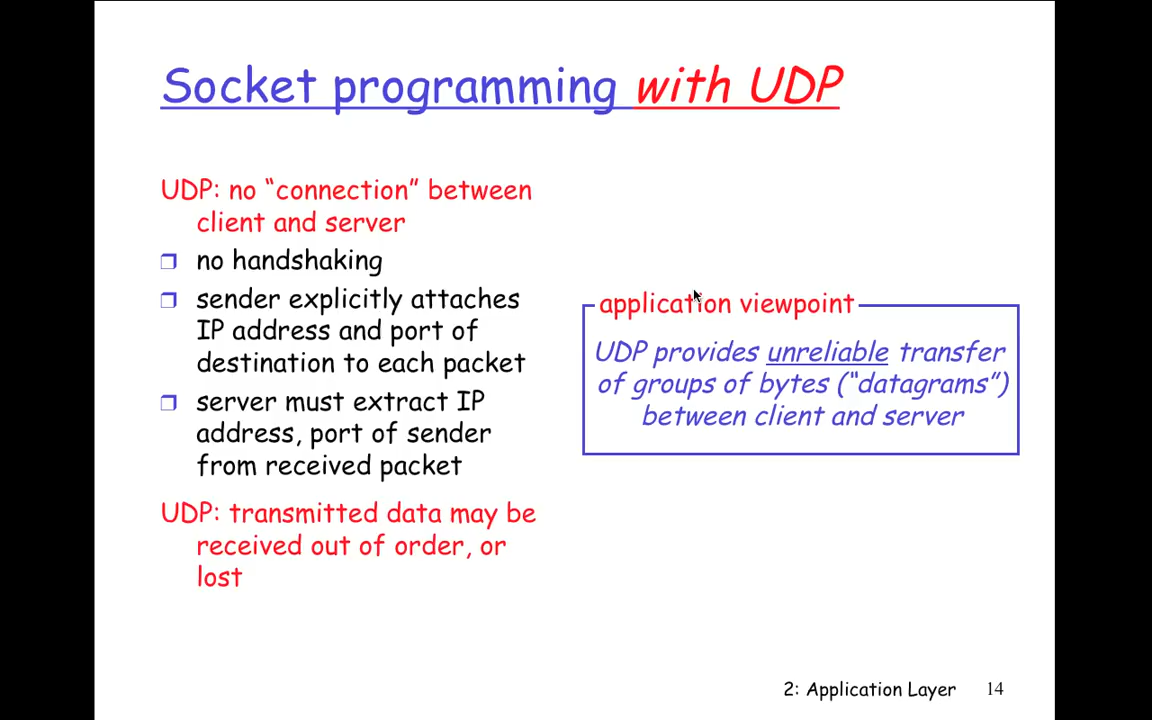 Socket programming with UDP
UDP: no “connection” between
client and server
no handshaking
sender explicitly attaches
IP address and port of
destination to each packet
server must extract IP
address, port of sender
from received packet
UDP: transmitted data may be
received out of order, or
lost
application viewpoint
UDP provides unreliable transfer
of groups of bytes (“datagrams”)
between client and server
2: Application Layer 14